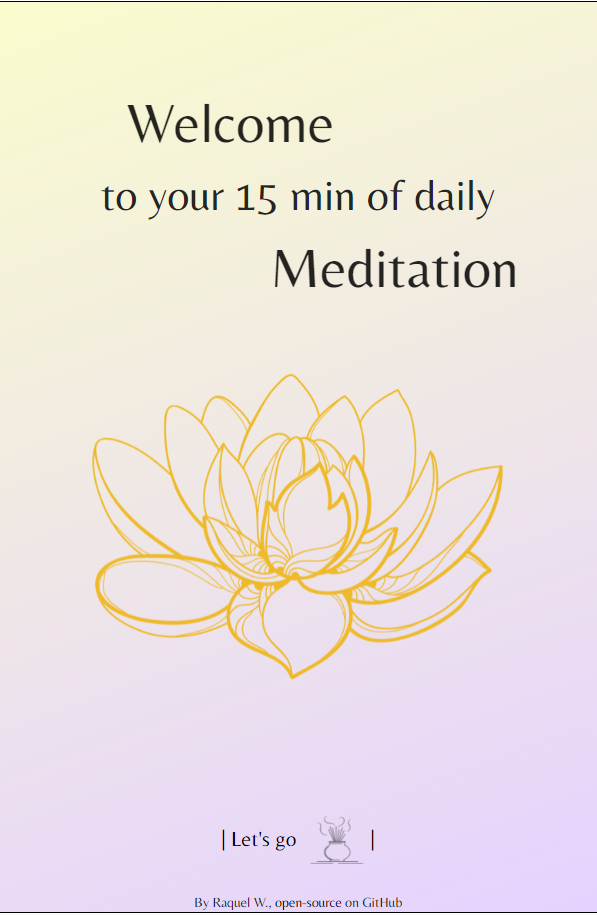 Welcome
to your 15 min of daily
Meditation
| Let's go |
By Raquel W., open-source on GitHub